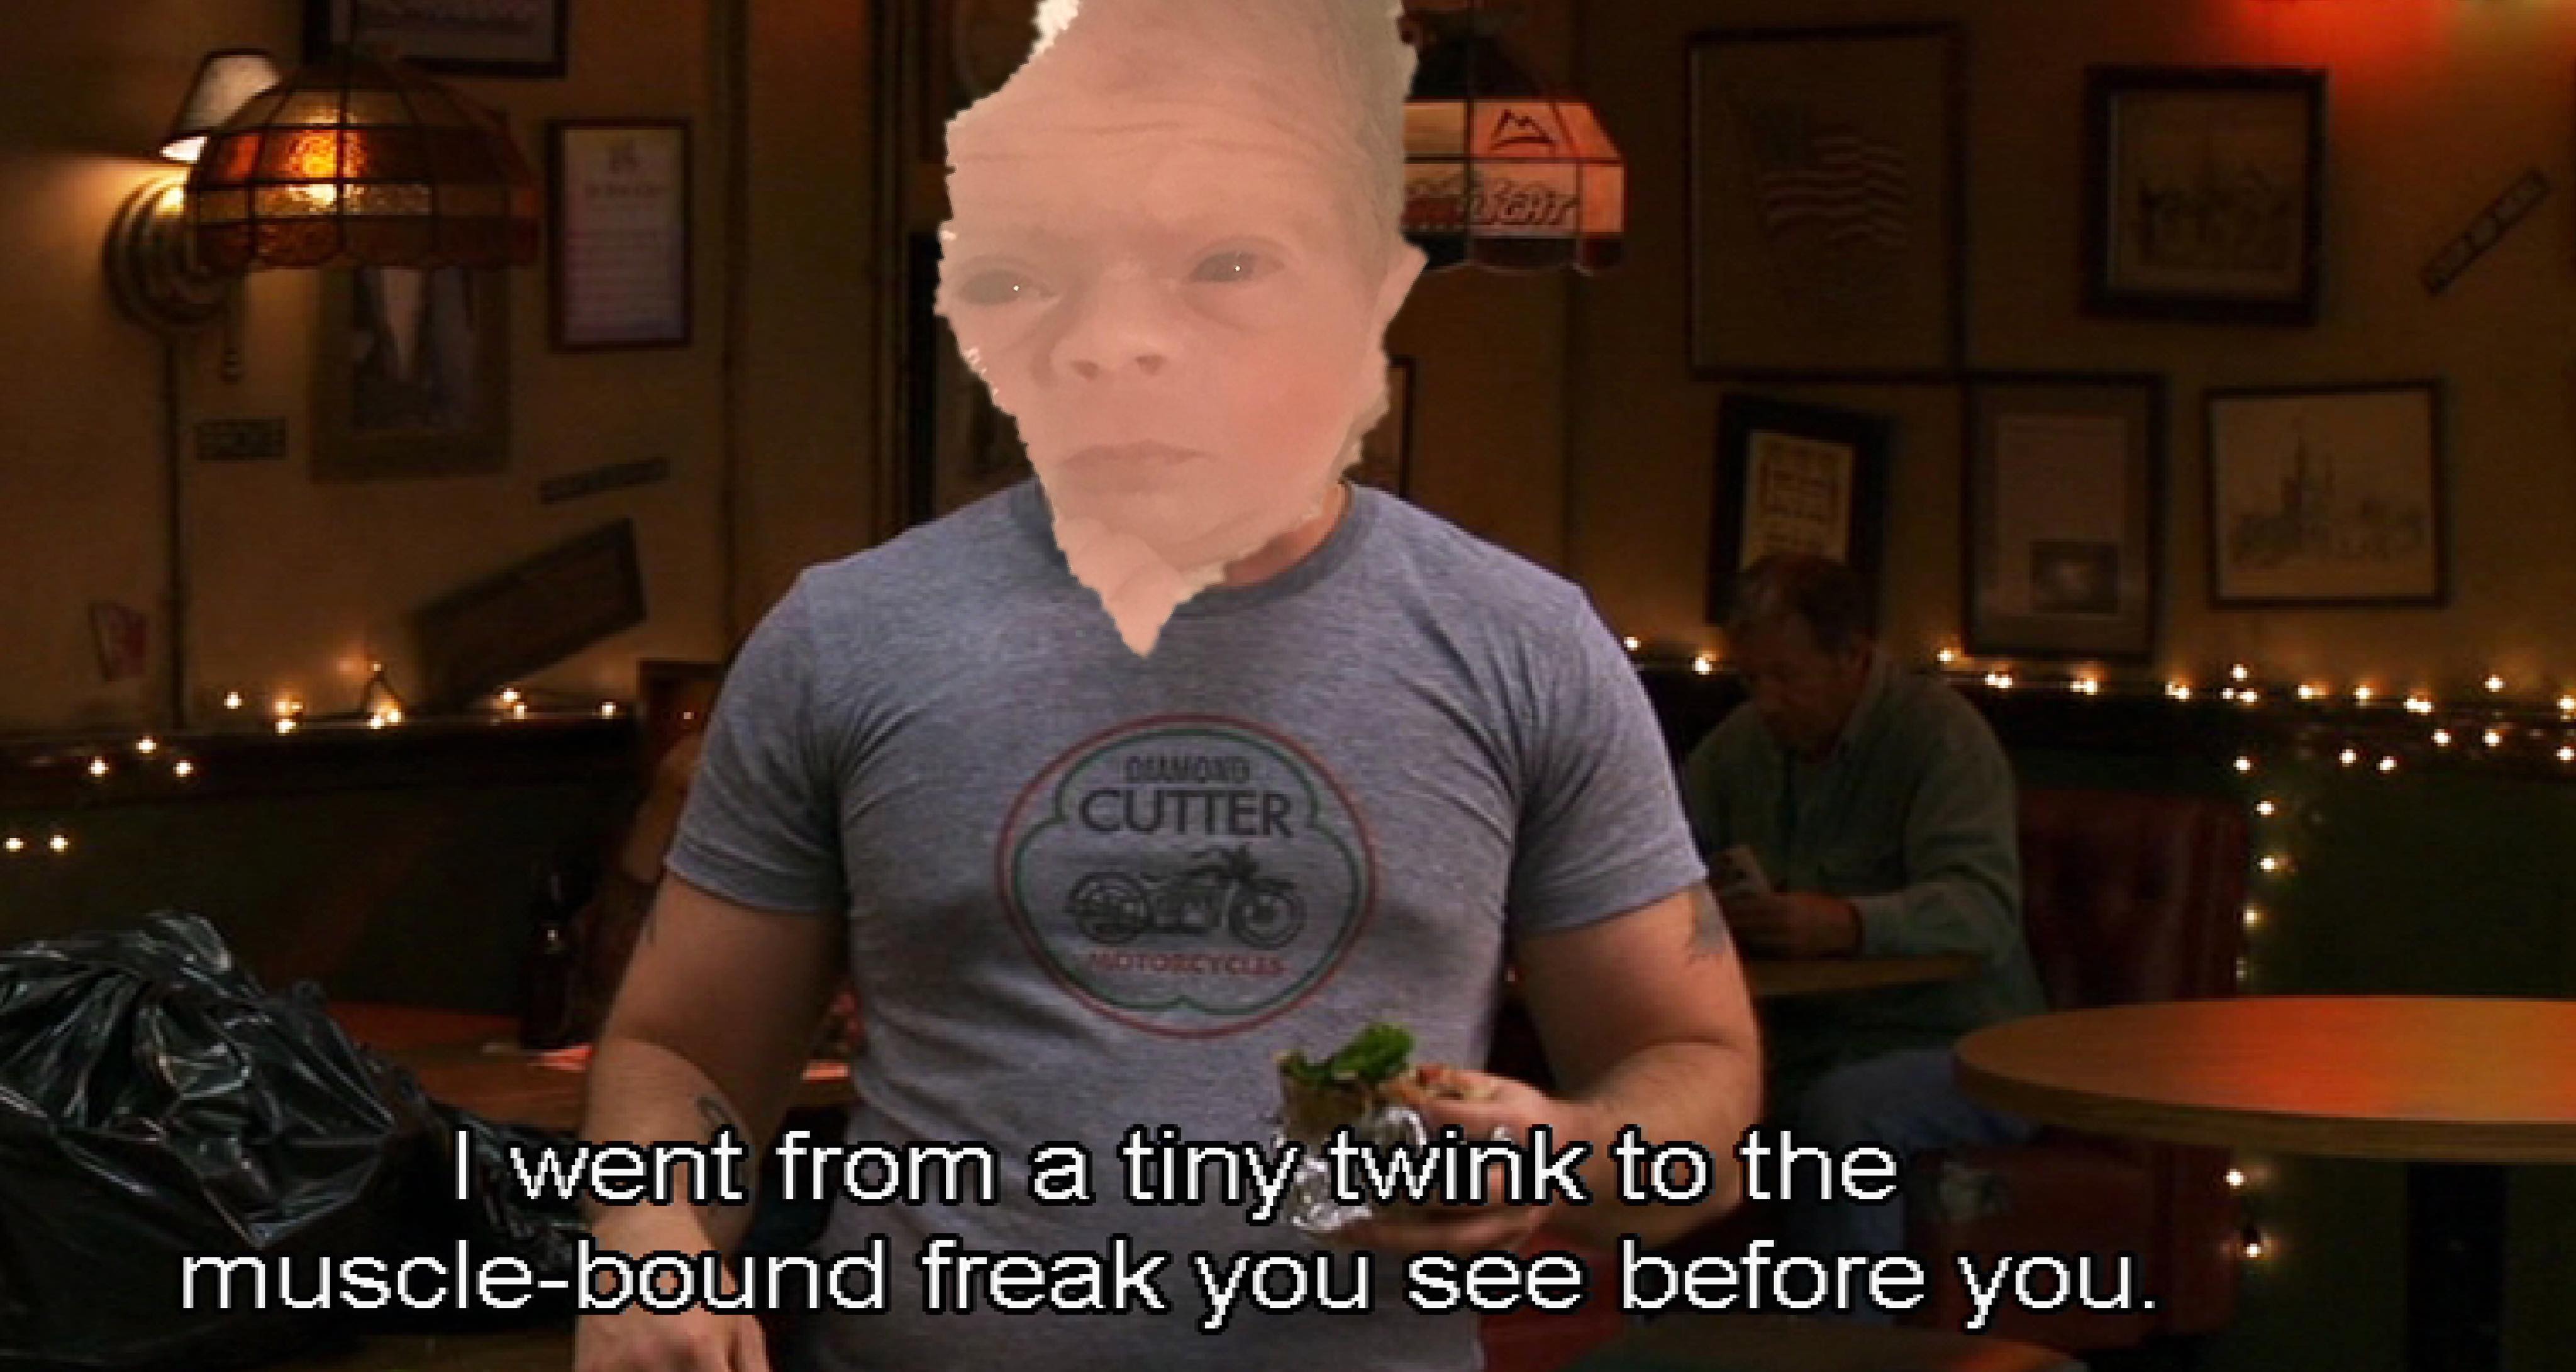 DIAMOND
CUTTER
MOTORCYCLES
I went from a tiny twink to the
muscle-bound freak you see before you.